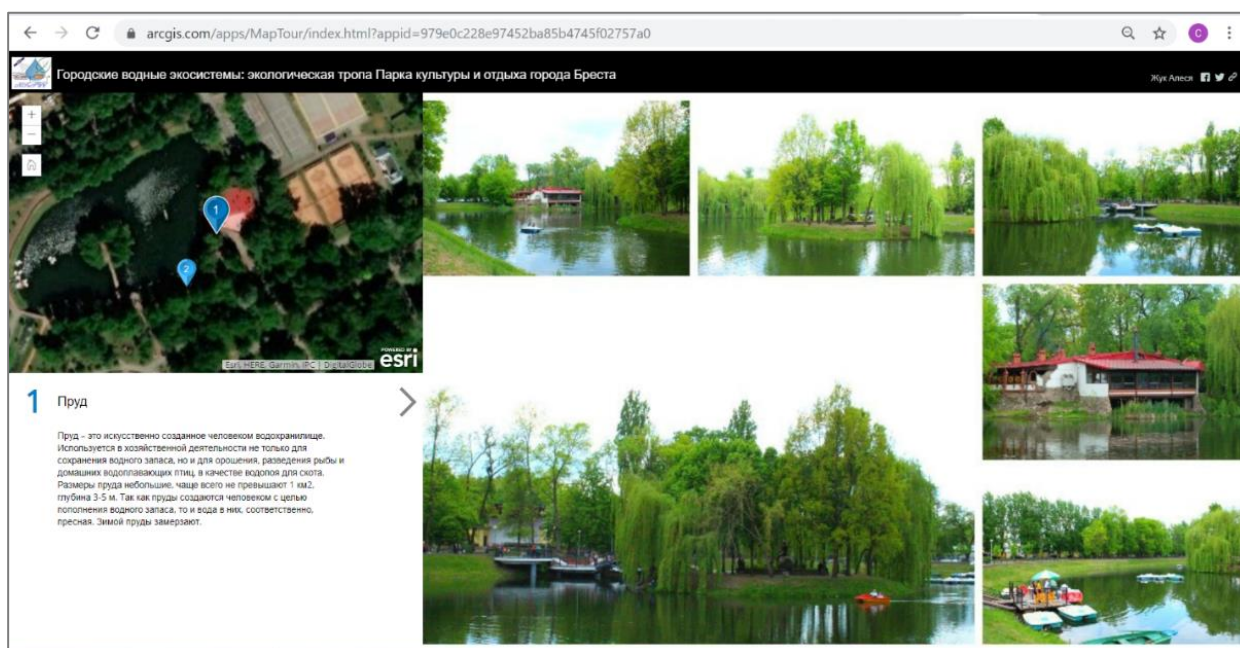 arcgis.com/apps/MapTour/index.html?appid=979e0c228e97452ba85b4745f02757a0
C
Городские водные экосистемы: экологическая тропа Парка культуры и отдыха города Бреста
Жук Алеся
+
−
1
2
POWERED BY
esri
Esri, HERE, Garmin, iPC | DigitalGlobe
1 Пруд
Пруд – это искусственно созданное человеком водохранилище.
Используется в хозяйственной деятельности не только для
сохранения водного запаса, но и для орошения, разведения рыбы и
домашних водоплавающих птиц, в качестве водопоя для скота.
Размеры пруда небольшие, чаще всего не превышают 1 км2,
глубина 3-5 м. Так как пруды создаются человеком с целью
пополнения водного запаса, то и вода в них, соответственно,
пресная. Зимой пруды замерзают.